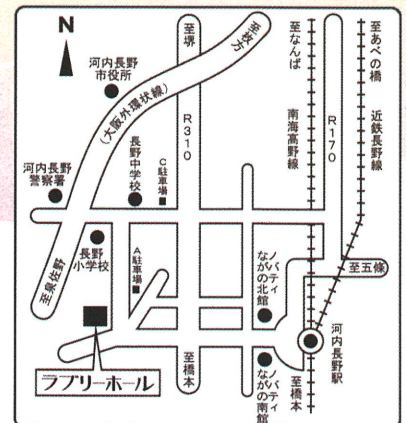 N
至堺
至枚方
至なんば
至あべの橋
河内長野
市役所
(大阪外環状線)
R310
南海高野線
R170
近鉄長野線
長野中学校
C駐車場
河内長野
警察署
長野
小学校
A駐車場
ノバティ
ながの北館
至五條
至泉佐野
河内長野駅
ラブリーホール
至橋本
ノバティ
ながの南館
至橋本